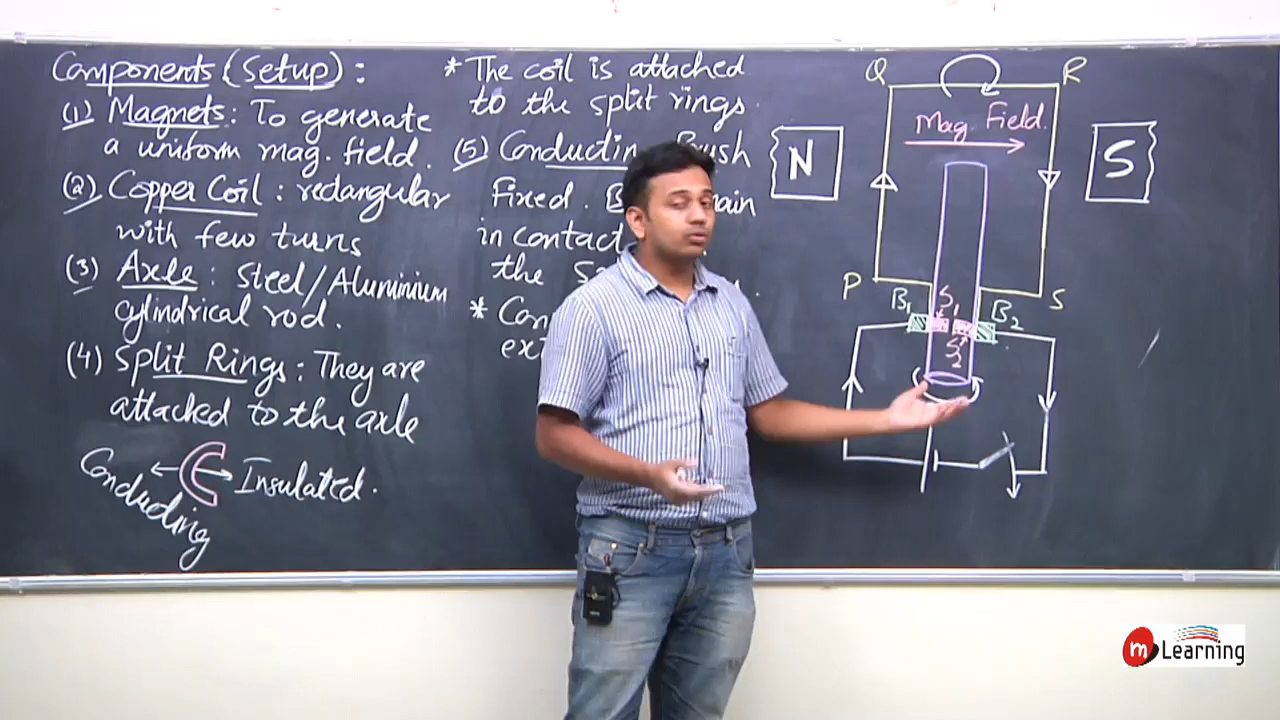 Components (Setup) :
(1) Magnets : To generate
a uniform mag. field .
(2) Copper Coil : rectangular
with few turns
(3) Axle : Steel/Aluminium
cylindrical rod .
(4) Split Rings : They are
attached to the axle
Conducting
Insulated .
* The coil is attached
to the split rings .
(5) Brush
fixed .
in contact
the
*
Q
R
Mag. Field .
N
S
P
S
B1
S1
B2
S2
m Learning